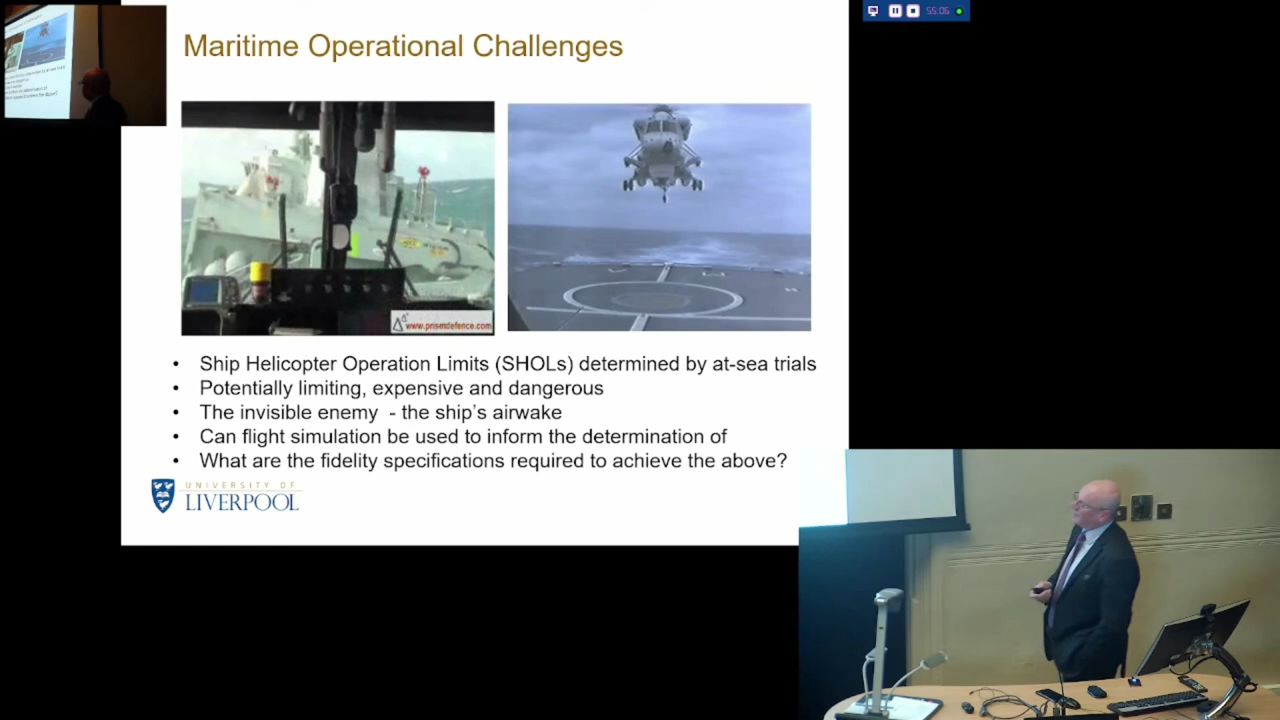 Maritime Operational Challenges
55:06
www.prismdefence.com
• Ship Helicopter Operation Limits (SHOLs) determined by at-sea trials
• Potentially limiting, expensive and dangerous
• The invisible enemy - the ship's airwake
• Can flight simulation be used to inform the determination of
• What are the fidelity specifications required to achieve the above?
UNIVERSITY OF
LIVERPOOL